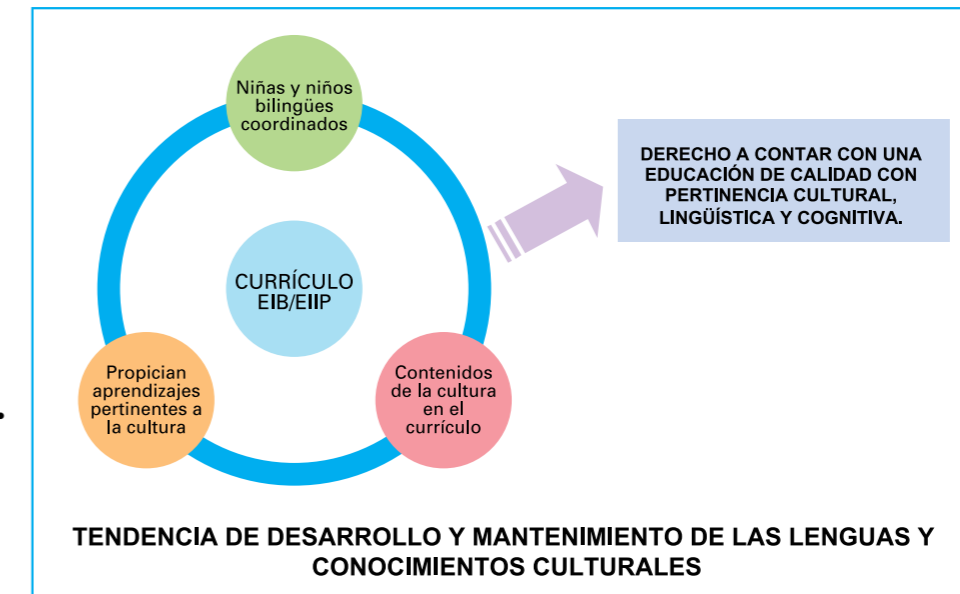 Niñas y niños
bilingües
coordinados
DERECHO A CONTAR CON UNA
EDUCACIÓN DE CALIDAD CON
PERTINENCIA CULTURAL,
LINGÜÍSTICA Y COGNITIVA.
CURRÍCULO
EIB/EIIP
Propician
aprendizajes
pertinentes a
la cultura
Contenidos
de la cultura
en el
currículo
TENDENCIA DE DESARROLLO Y MANTENIMIENTO DE LAS LENGUAS Y
CONOCIMIENTOS CULTURALES